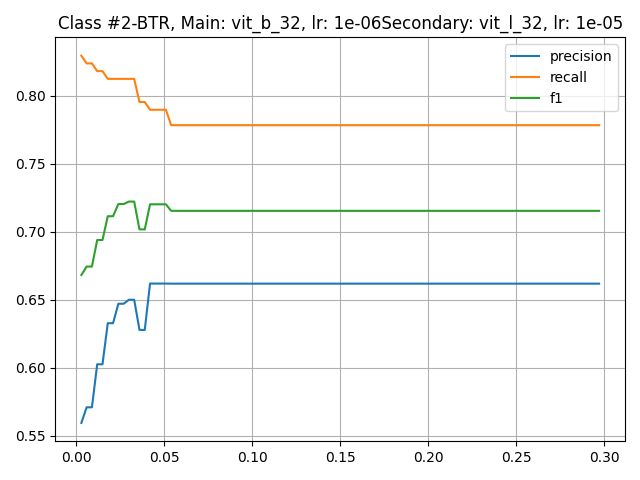 Class #2-BTR, Main: vit_b_32, lr: 1e-06Secondary: vit_l_32, lr: 1e-05
precision
recall
f1
0.80
0.75
0.70
0.65
0.60
0.55
0.00 0.05 0.10 0.15 0.20 0.25 0.30